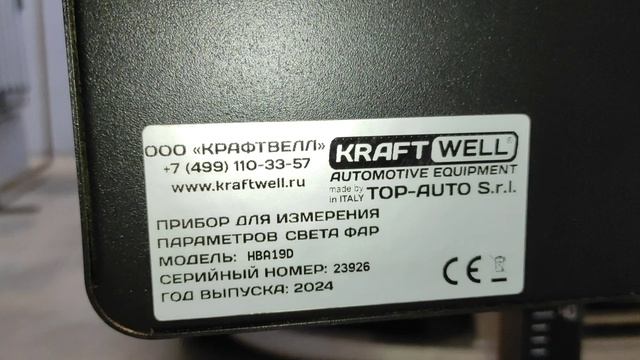 ООО «КРАФТВЕЛЛ»
+7 (499) 110-33-57
www.kraftwell.ru
KRAFTWELL®
AUTOMOTIVE EQUIPMENT
made by
in ITALY TOP-AUTO S.r.l.
ПРИБОР ДЛЯ ИЗМЕРЕНИЯ
ПАРАМЕТРОВ СВЕТА ФАР
МОДЕЛЬ: HBA19D
СЕРИЙНЫЙ НОМЕР: 23926
ГОД ВЫПУСКА: 2024
CE